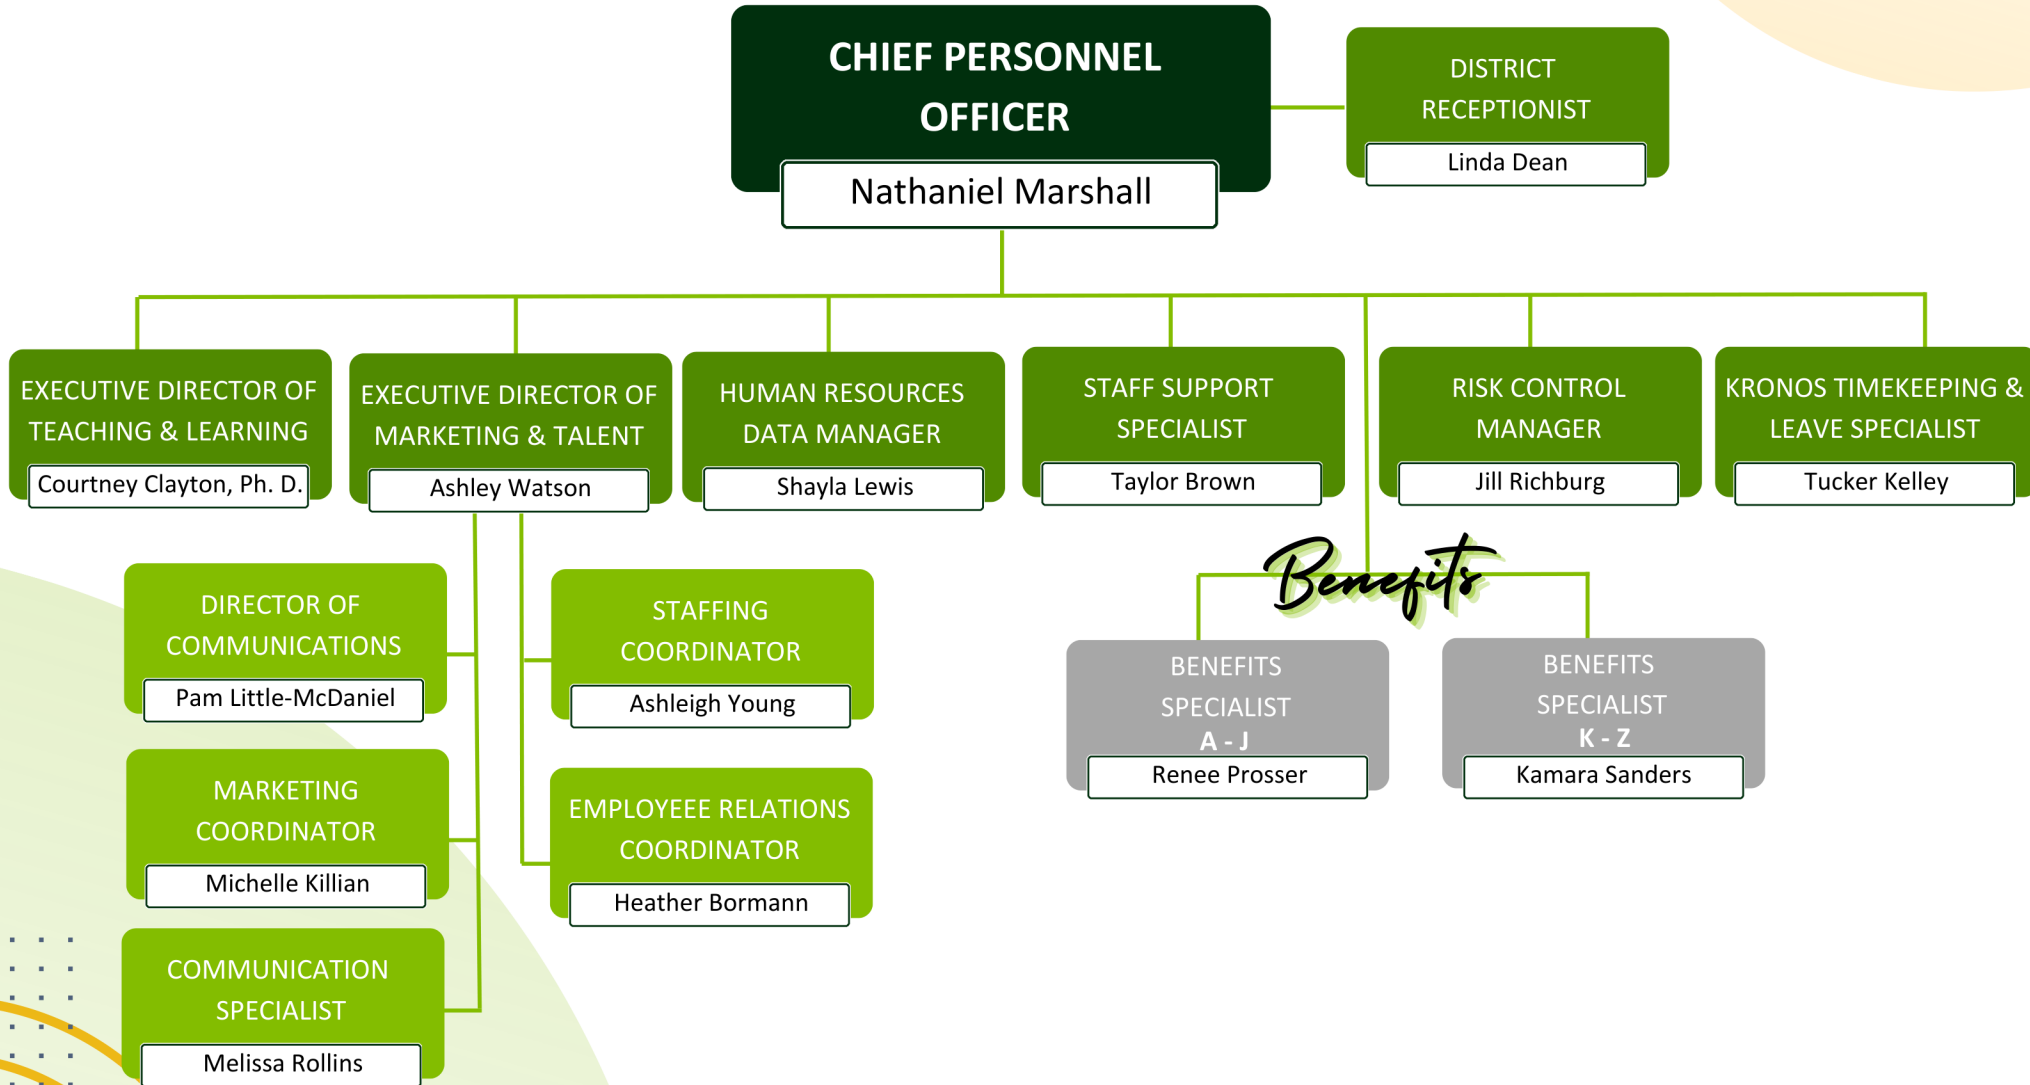 CHIEF PERSONNEL
OFFICER
Nathaniel Marshall
DISTRICT
RECEPTIONIST
Linda Dean
EXECUTIVE DIRECTOR OF
TEACHING & LEARNING
Courtney Clayton, Ph. D.
EXECUTIVE DIRECTOR OF
MARKETING & TALENT
Ashley Watson
HUMAN RESOURCES
DATA MANAGER
Shayla Lewis
STAFF SUPPORT
SPECIALIST
Taylor Brown
RISK CONTROL
MANAGER
Jill Richburg
KRONOS TIMEKEEPING &
LEAVE SPECIALIST
Tucker Kelley
DIRECTOR OF
COMMUNICATIONS
Pam Little-McDaniel
MARKETING
COORDINATOR
Michelle Killian
COMMUNICATION
SPECIALIST
Melissa Rollins
STAFFING
COORDINATOR
Ashleigh Young
EMPLOYEEE RELATIONS
COORDINATOR
Heather Bormann
Benefits
BENEFITS
SPECIALIST
A - J
Renee Prosser
BENEFITS
SPECIALIST
K - Z
Kamara Sanders